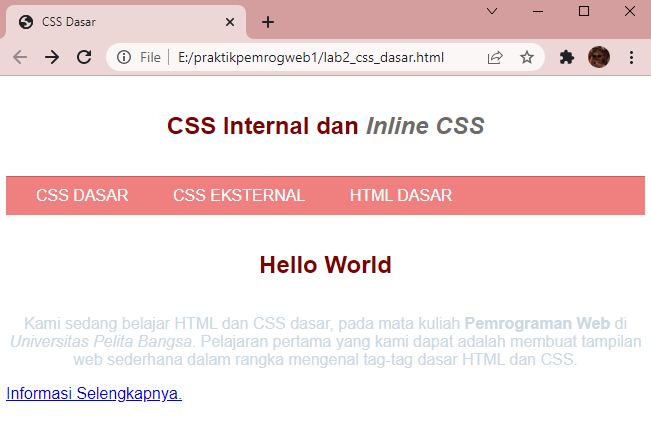 CSS Dasar
File E:/praktikpemrogweb1/lab2_css_dasar.html
CSS Internal dan Inline CSS
CSS DASAR CSS EKSTERNAL HTML DASAR
Hello World
Kami sedang belajar HTML dan CSS dasar, pada mata kuliah Pemrograman Web di
Universitas Pelita Bangsa. Pelajaran pertama yang kami dapat adalah membuat tampilan
web sederhana dalam rangka mengenal tag-tag dasar HTML dan CSS.
Informasi Selengkapnya.